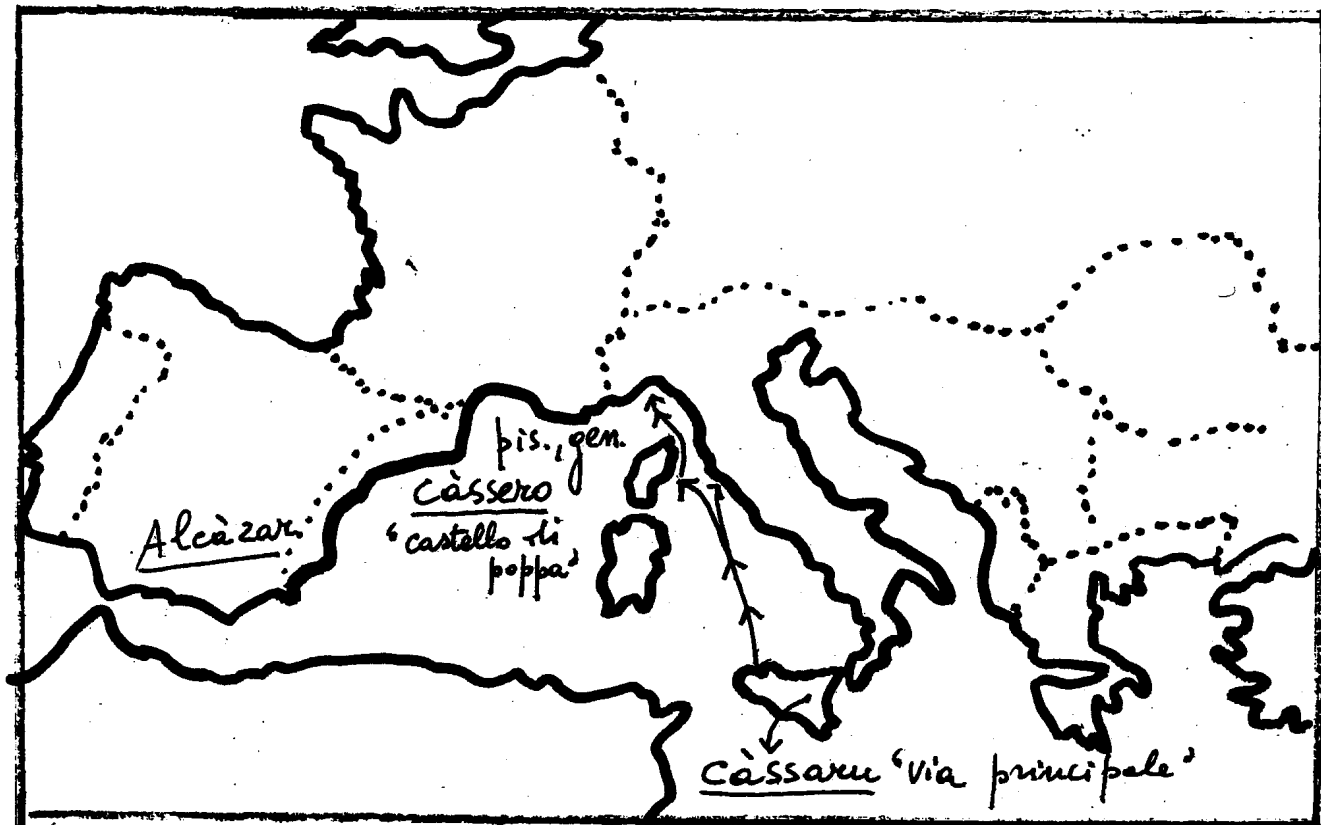 pis., gen.
càssero
"castello di
poppa"
Alcàzar
càssaru "via principale"